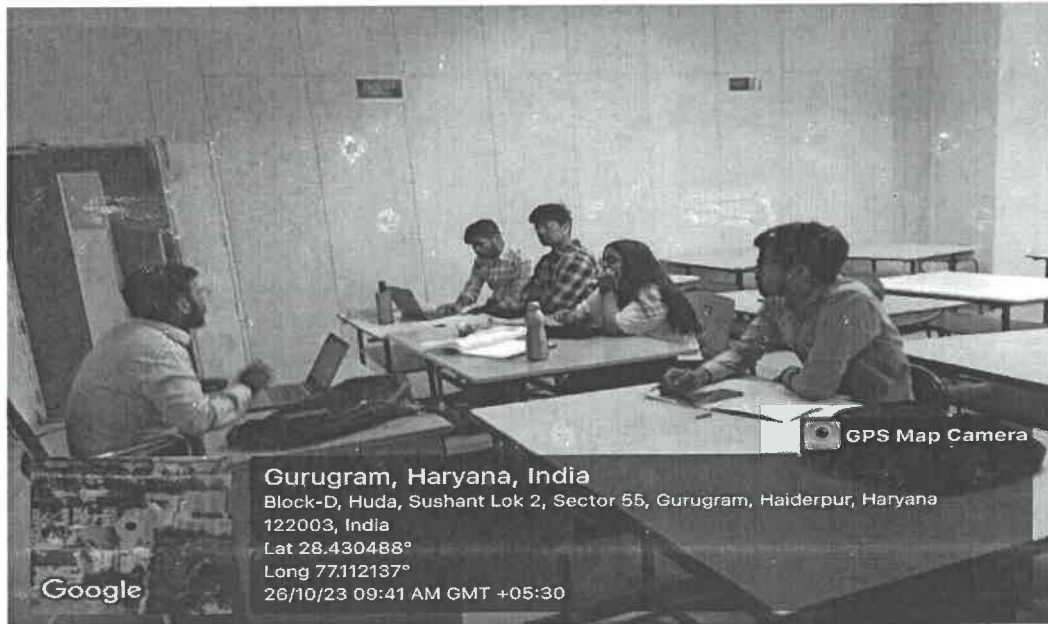 GPS Map Camera
Gurugram, Haryana, India
Block-D, Huda, Sushant Lok 2, Sector 55, Gurugram, Haiderpur, Haryana
122003, India
Lat 28.430488°
Long 77.112137°
26/10/23 09:41 AM GMT +05:30
Google